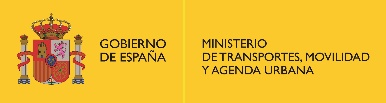 GOBIERNO
DE ESPAÑA
MINISTERIO
DE TRANSPORTES, MOVILIDAD
Y AGENDA URBANA